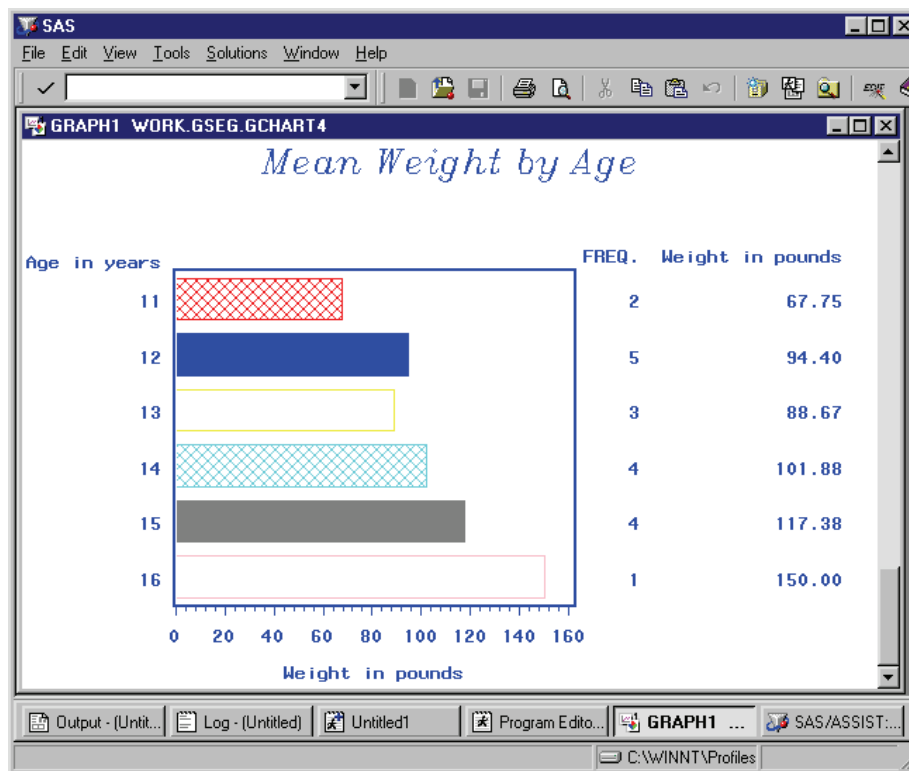 SAS
File Edit View Tools Solutions Window Help
GRAPH1 WORK.GSEG.GCHART4
Mean Weight by Age
Age in years FREQ. Weight in pounds
11 2 67.75
12 5 94.40
13 3 88.67
14 4 101.88
15 4 117.38
16 1 150.00
0 20 40 60 80 100 120 140 160
Weight in pounds
Output - (Untit... Log - (Untitled) Untitled1 Program Edito... GRAPH1 ... SAS/ASSIST:...
C:\WINNT\Profiles